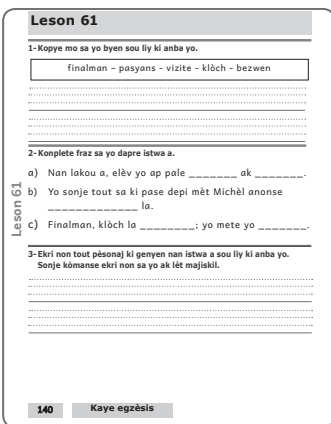 Leson 61
1- Kopye mo sa yo byen sou liy ki anba yo.
finalman – pasyans - vizite - klòch - bezwen
2- Konplete fraz sa yo dapre istwa a.
a) Nan lakou a, elèv yo ap pale _______ ak _______.
b) Yo sonje tout sa ki pase depi mèt Michèl anonse
_____________ la.
c) Finalman, klòch la ________; yo mete yo _______.
3- Ekri non tout pèsonaj ki genyen nan istwa a sou liy ki anba yo.
Sonje kòmanse ekri non sa yo ak lèt majiskil.
Leson 61
140 Kaye egzèsis